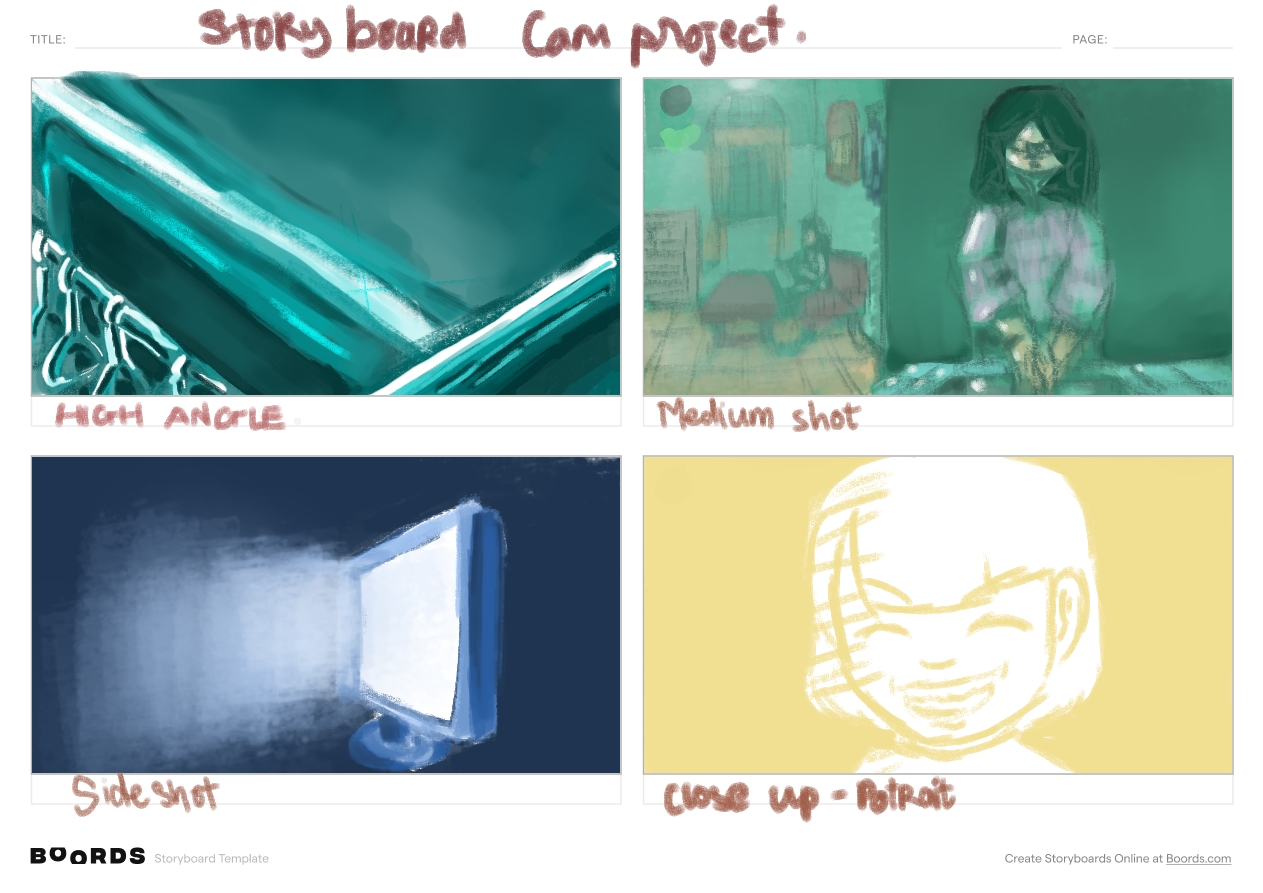 TITLE: Story board Cam project.
PAGE:
HIGH ANGLE.
Medium shot
Side shot
Close up - Potrait
BOORDS Storyboard Template
Create Storyboards Online at Boords.com